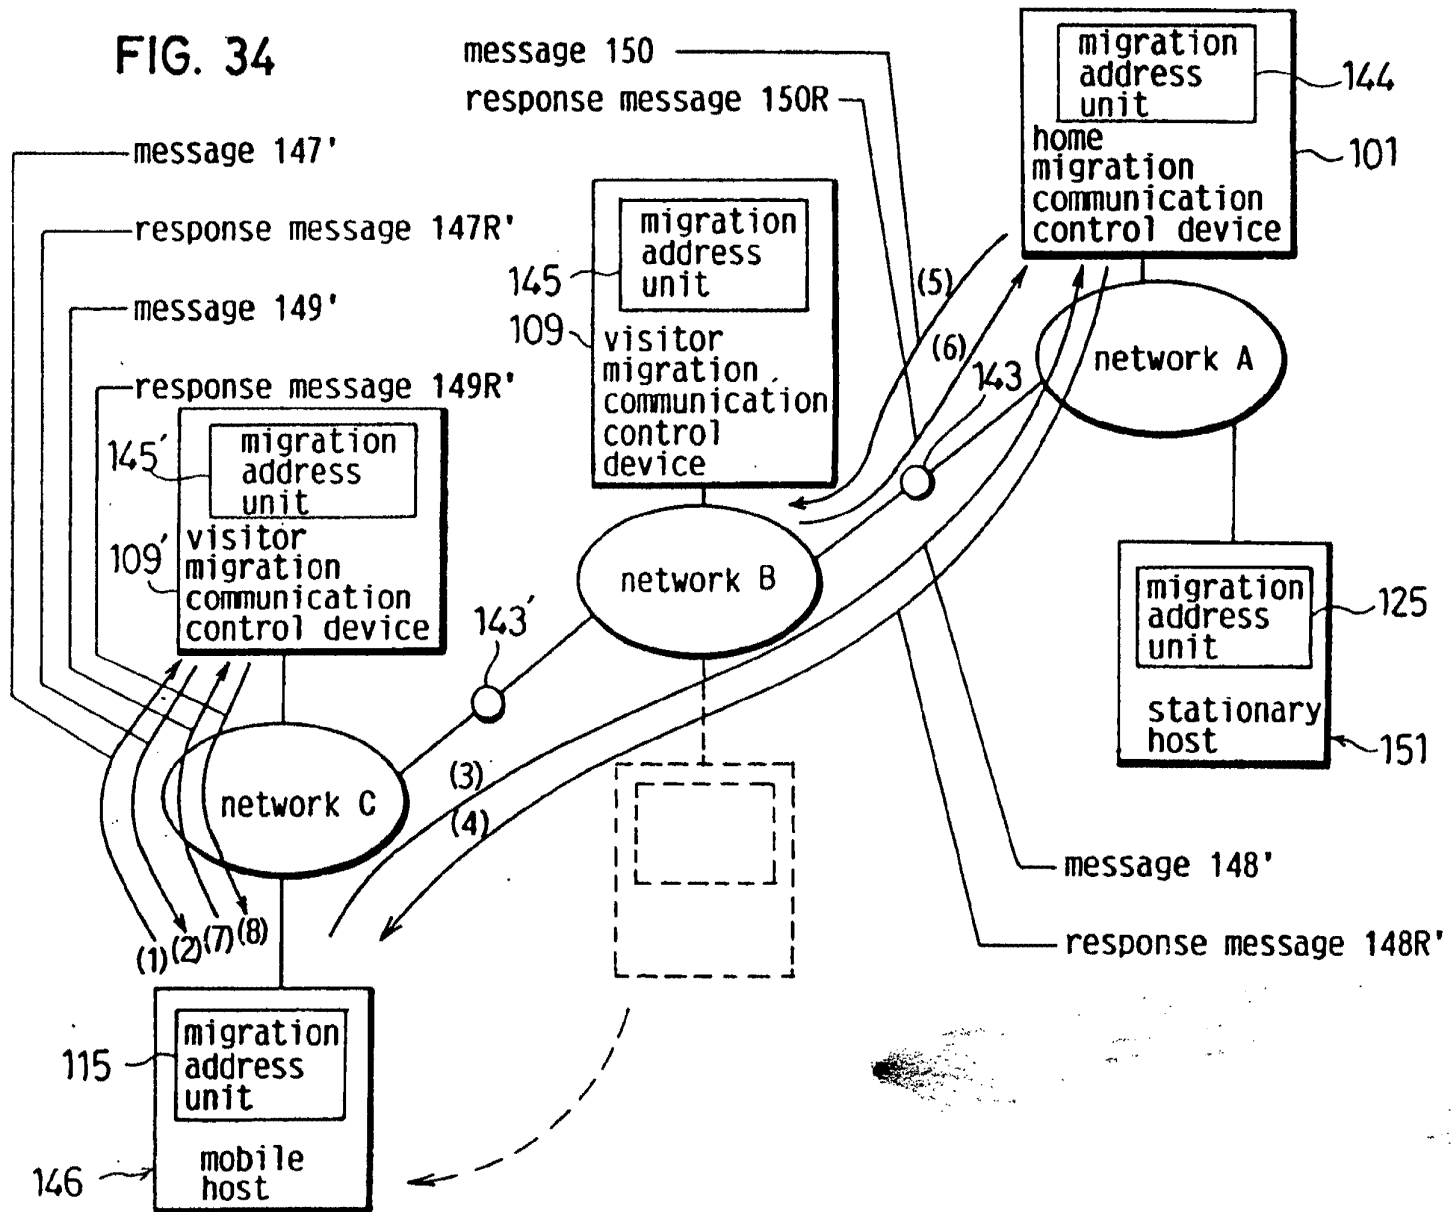 FIG. 34
message 150
response message 150R
migration
address
unit
144
home
migration
communication
control device
101
message 147'
response message 147R'
message 149'
response message 149R'
migration
address
unit
145
109
visitor
migration
communication
control
device
(5)
(6)
143
network A
migration
address
unit
145'
109'
visitor
migration
communication
control device
network B
143'
migration
address
unit
125
stationary
host
151
network C
(3)
(4)
message 148'
response message 148R'
(1)
(2)
(7)
(8)
migration
address
unit
115
mobile
host
146